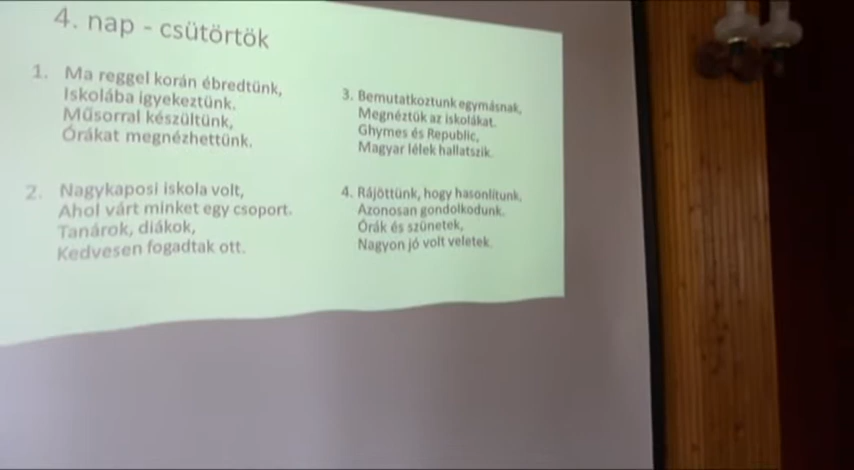 4. nap - csütörtök
1. Ma reggel korán ébredtünk,
Iskolába igyekeztünk.
Műsorral készültünk,
Órákat megnézhettünk.
2. Nagykaposi iskola volt,
Ahol várt minket egy csoport.
Tanárok, diákok,
Kedvesen fogadtak ott.
3. Bemutatkoztunk egymásnak,
Megnéztük az iskolákat.
Ghymes és Republic,
Magyar lélek hallatszik.
4. Rájöttünk, hogy hasonlítunk,
Azonosan gondolkodunk.
Órák és szünetek,
Nagyon jó volt veletek.